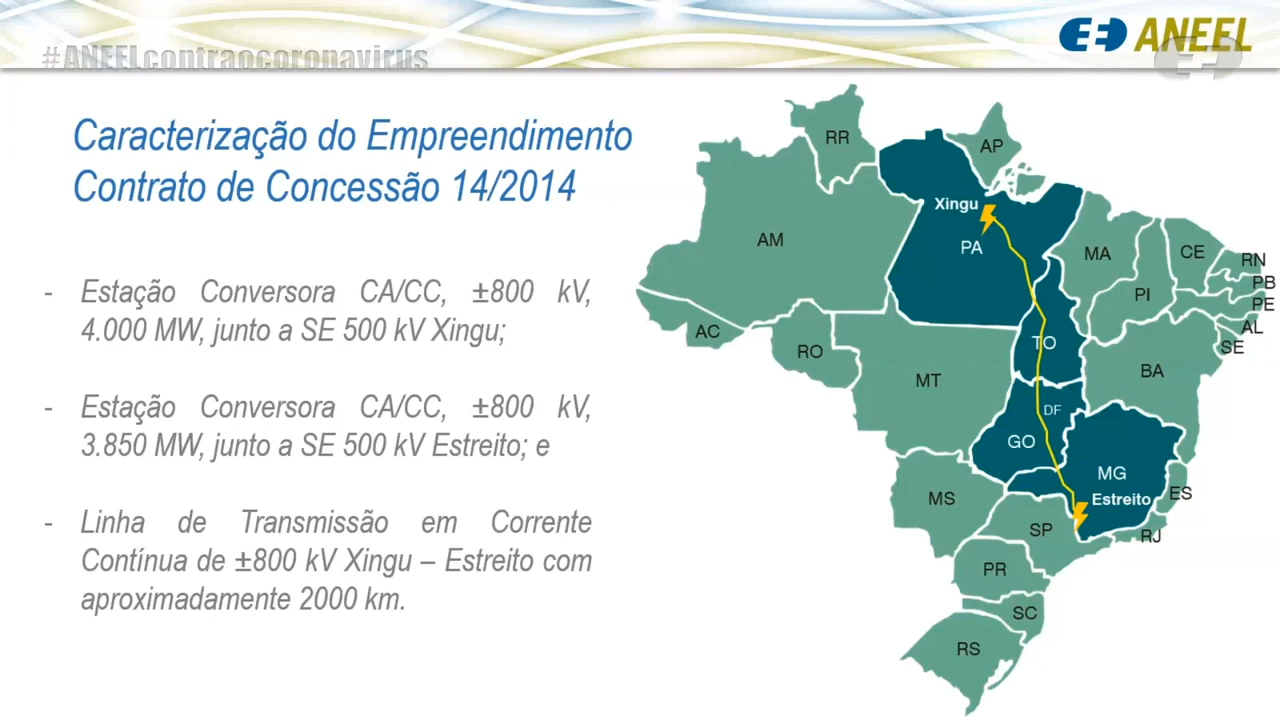 #ANEELcontraocoronavirus
ANEEL
Caracterização do Empreendimento
Contrato de Concessão 14/2014
- Estação Conversora CA/CC, ±800 kV,
4.000 MW, junto a SE 500 kV Xingu;
- Estação Conversora CA/CC, ±800 kV,
3.850 MW, junto a SE 500 kV Estreito; e
- Linha de Transmissão em Corrente
Contínua de ±800 kV Xingu – Estreito com
aproximadamente 2000 km.
RR
AP
Xingu
AM
PA
MA
CE
RN
PB
PI
PE
AL
AC
RO
TO
SE
MT
BA
DF
GO
MG
MS
Estreito
ES
SP
RJ
PR
SC
RS